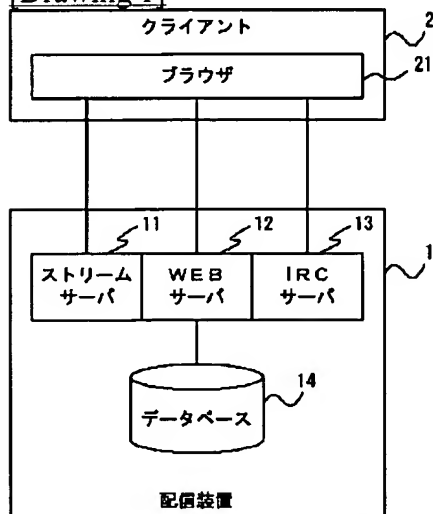 [Drawing 1]
クライアント
2
ブラウザ
21
11
12
13
ストリーム
サーバ
WEB
サーバ
IRC
サーバ
1
データベース
14
配信装置